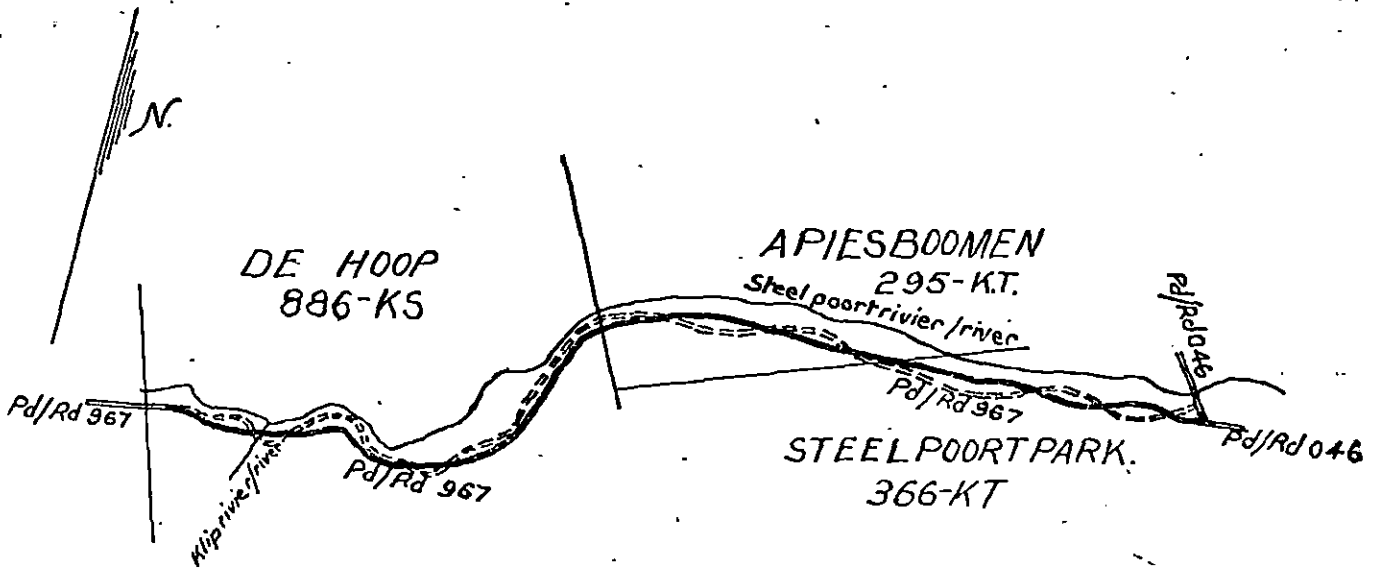 N.
DE HOOP
886-KS
APIESBOOMEN
295-K.T.
Steelpoortrivier/river
Pd/Rd 046
Pd/Rd 967
Kliprivier/river
Pd/Rd 967
Pd/Rd 967
Pd/Rd 046
STEELPOORTPARK.
366-KT